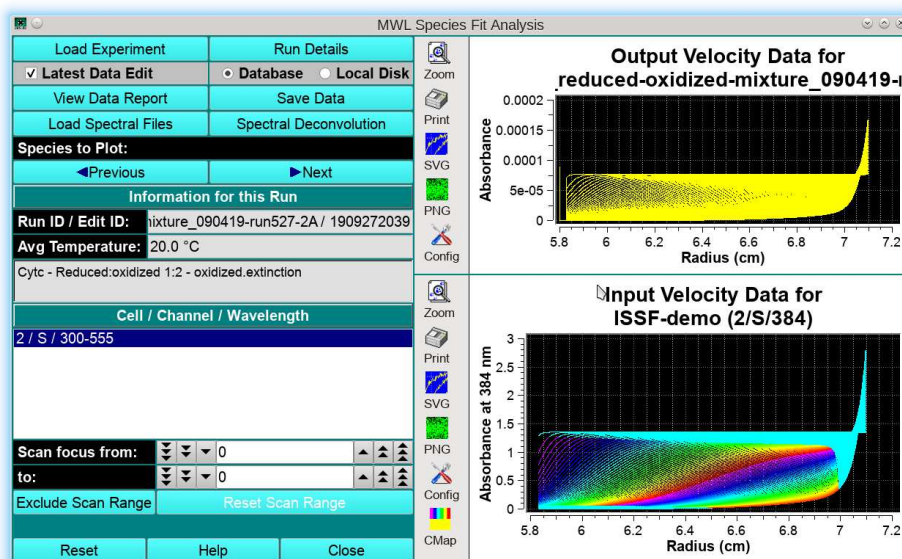 MWL Species Fit Analysis
Load Experiment
Run Details
Latest Data Edit
Database
Local Disk
View Data Report
Save Data
Load Spectral Files
Spectral Deconvolution
Species to Plot:
Previous
Next
Information for this Run
Run ID / Edit ID:
ixture_090419-run527-2A / 1909272039
Avg Temperature:
20.0 °C
Cytc - Reduced:oxidized 1:2 - oxidized.extinction
Cell / Channel / Wavelength
2 / S / 300-555
Scan focus from:
0
to:
0
Exclude Scan Range
Reset Scan Range
Reset
Help
Close
Zoom
Print
SVG
PNG
Config
Zoom
Print
SVG
PNG
Config
CMap
Output Velocity Data for
_reduced-oxidized-mixture_090419-r
Absorbance
0.0002
0.00015
0.0001
5e-05
0
5.8
6
6.2
6.4
6.6
6.8
7
7.2
Radius (cm)
Input Velocity Data for
ISSF-demo (2/S/384)
Absorbance at 384 nm
3
2.5
2
1.5
1
0.5
0
5.8
6
6.2
6.4
6.6
6.8
7
7.2
Radius (cm)